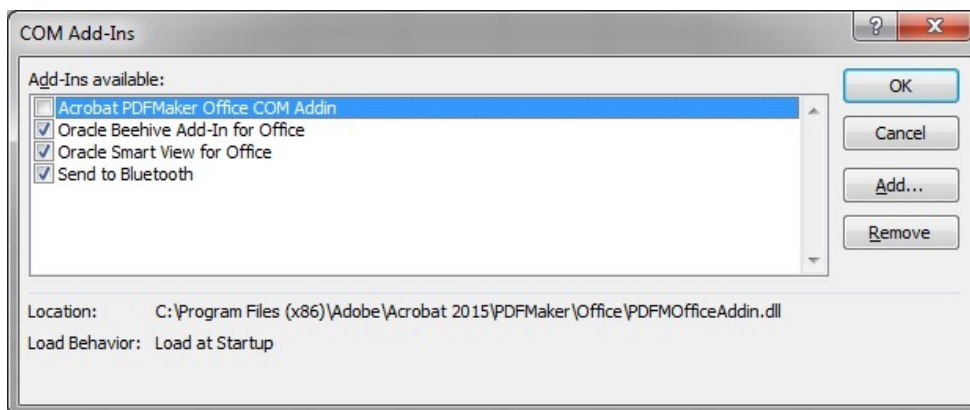 COM Add-Ins
Add-Ins available:
Acrobat PDFMaker Office COM Addin
Oracle Beehive Add-In for Office
Oracle Smart View for Office
Send to Bluetooth
OK
Cancel
Add...
Remove
Location: C:\Program Files (x86)\Adobe\Acrobat 2015\PDFMaker\Office\PDFMOfficeAddin.dll
Load Behavior: Load at Startup